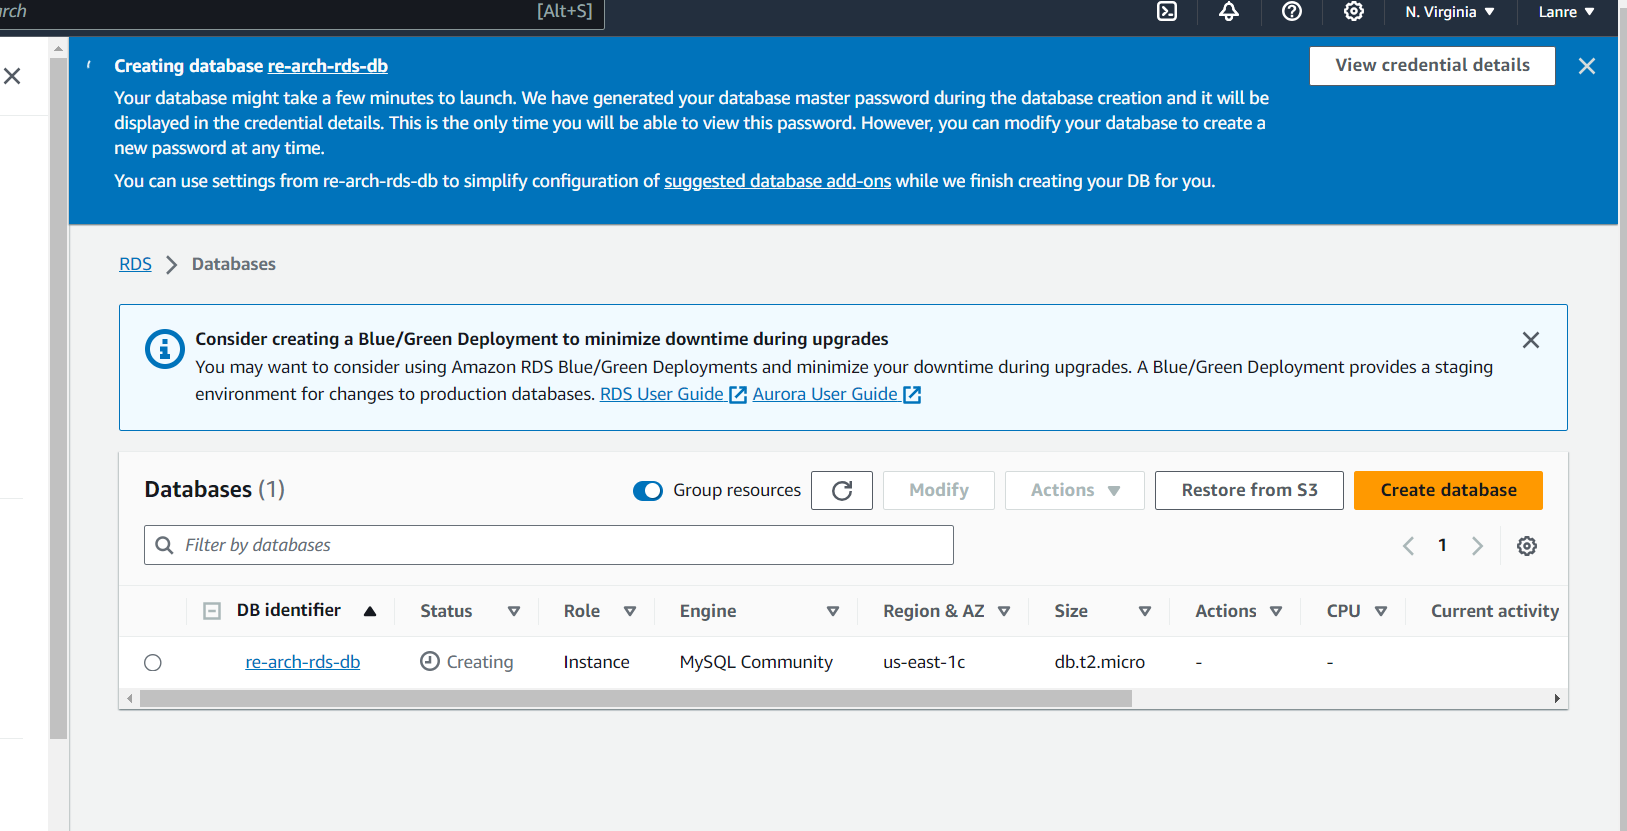 [Alt+S]
N. Virginia
Lanre
Creating database re-arch-rds-db
View credential details
Your database might take a few minutes to launch. We have generated your database master password during the database creation and it will be
displayed in the credential details. This is the only time you will be able to view this password. However, you can modify your database to create a
new password at any time.
You can use settings from re-arch-rds-db to simplify configuration of suggested database add-ons while we finish creating your DB for you.
RDS > Databases
Consider creating a Blue/Green Deployment to minimize downtime during upgrades
You may want to consider using Amazon RDS Blue/Green Deployments and minimize your downtime during upgrades. A Blue/Green Deployment provides a staging
environment for changes to production databases. RDS User Guide Aurora User Guide
Databases (1)
Group resources
Modify
Actions
Restore from S3
Create database
Filter by databases
1
DB identifier Status Role Engine Region & AZ Size Actions CPU Current activity
re-arch-rds-db Creating Instance MySQL Community us-east-1c db.t2.micro - -